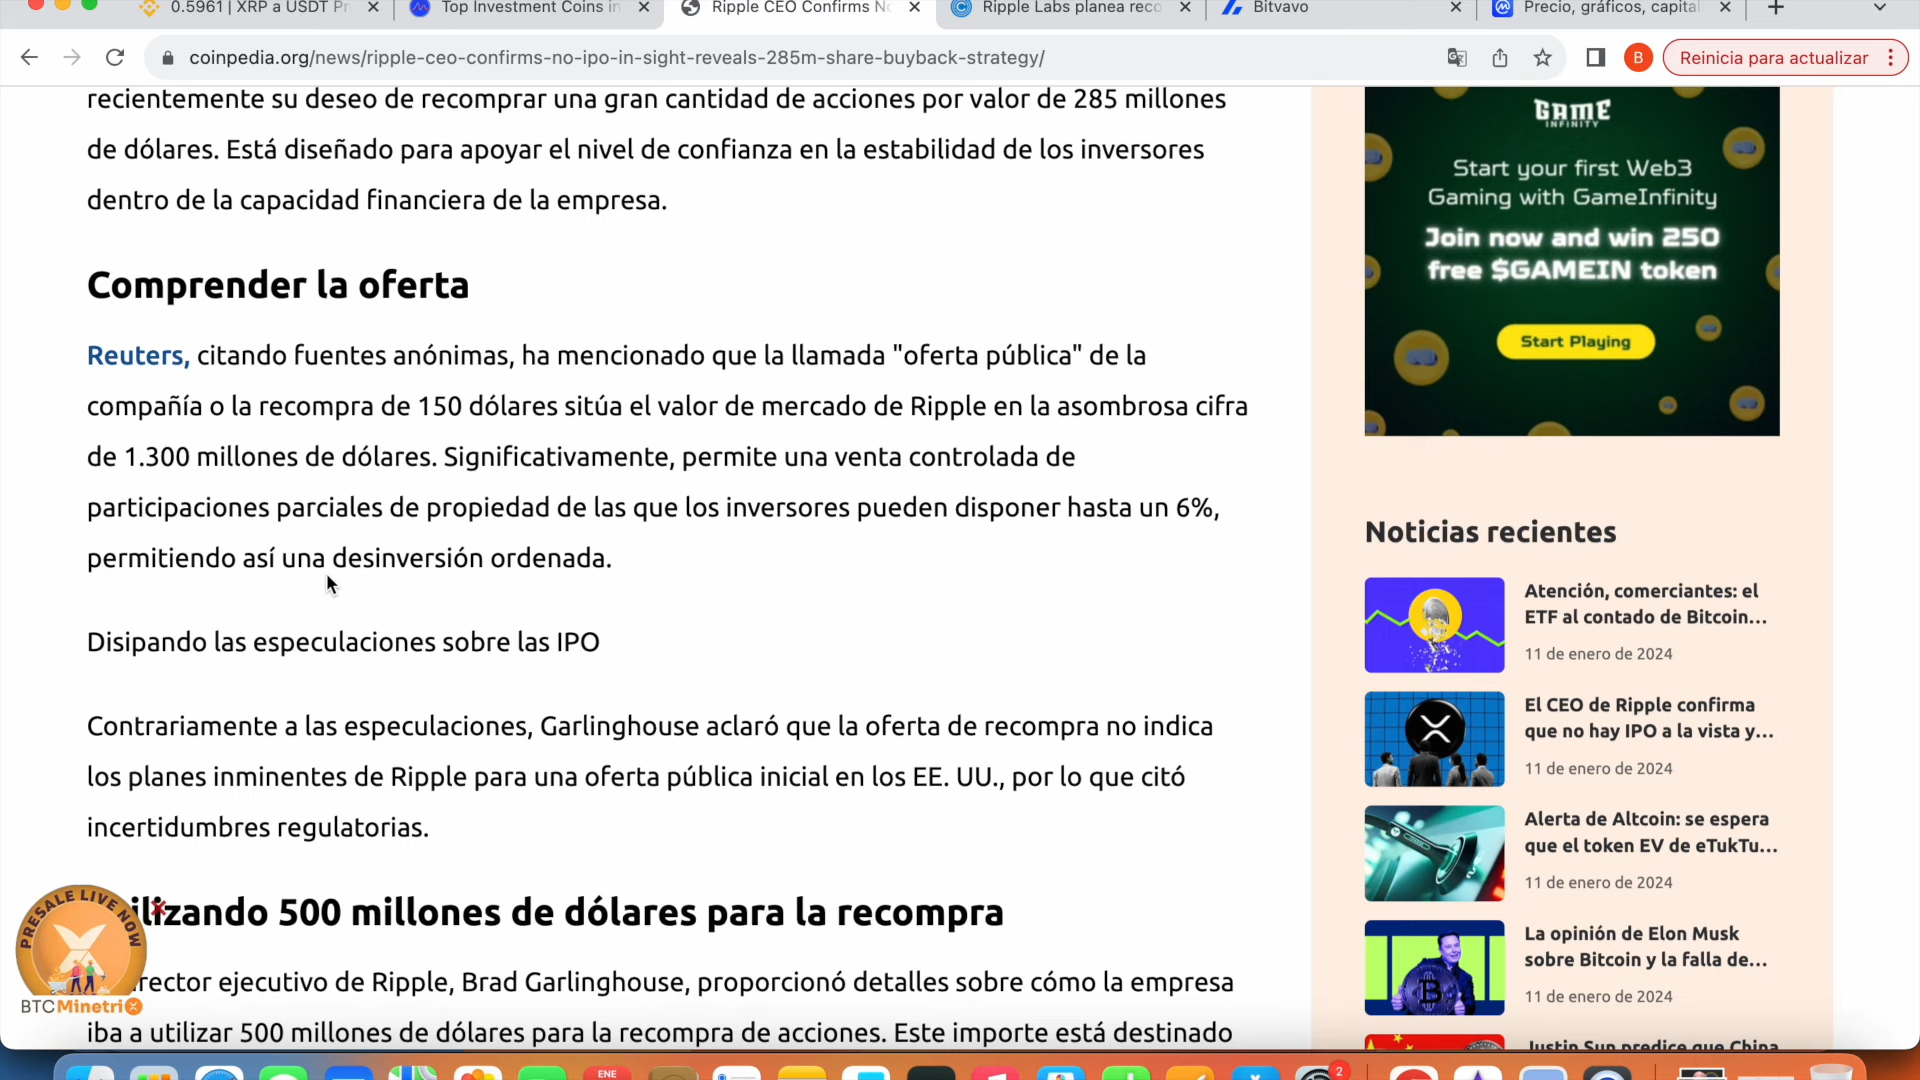 0.5961 | XRP a USDT Pr
Top Investment Coins in
Ripple CEO Confirms No
Ripple Labs planea reco
Bitvavo
Precio, gráficos, capital
coinpedia.org/news/ripple-ceo-confirms-no-ipo-in-sight-reveals-285m-share-buyback-strategy/
B
Reinicia para actualizar
recientemente su deseo de recomprar una gran cantidad de acciones por valor de 285 millones
de dólares. Está diseñado para apoyar el nivel de confianza en la estabilidad de los inversores
dentro de la capacidad financiera de la empresa.
Comprender la oferta
Reuters, citando fuentes anónimas, ha mencionado que la llamada "oferta pública" de la
compañía o la recompra de 150 dólares sitúa el valor de mercado de Ripple en la asombrosa cifra
de 1.300 millones de dólares. Significativamente, permite una venta controlada de
participaciones parciales de propiedad de las que los inversores pueden disponer hasta un 6%,
permitiendo así una desinversión ordenada.
Disipando las especulaciones sobre las IPO
Contrariamente a las especulaciones, Garlinghouse aclaró que la oferta de recompra no indica
los planes inminentes de Ripple para una oferta pública inicial en los EE. UU., por lo que citó
incertidumbres regulatorias.
ilizando 500 millones de dólares para la recompra
rector ejecutivo de Ripple, Brad Garlinghouse, proporcionó detalles sobre cómo la empresa
iba a utilizar 500 millones de dólares para la recompra de acciones. Este importe está destinado
PRESALE LIVE NOW
BTCMinetrix
GAME
INFINITY
Start your first Web3
Gaming with GameInfinity
Join now and win 250
free $GAMEIN token
Start Playing
Noticias recientes
Atención, comerciantes: el
ETF al contado de Bitcoin...
11 de enero de 2024
El CEO de Ripple confirma
que no hay IPO a la vista y...
11 de enero de 2024
Alerta de Altcoin: se espera
que el token EV de eTukTu...
11 de enero de 2024
La opinión de Elon Musk
sobre Bitcoin y la falla de...
11 de enero de 2024
Justin Sun predice que China
ENE
2